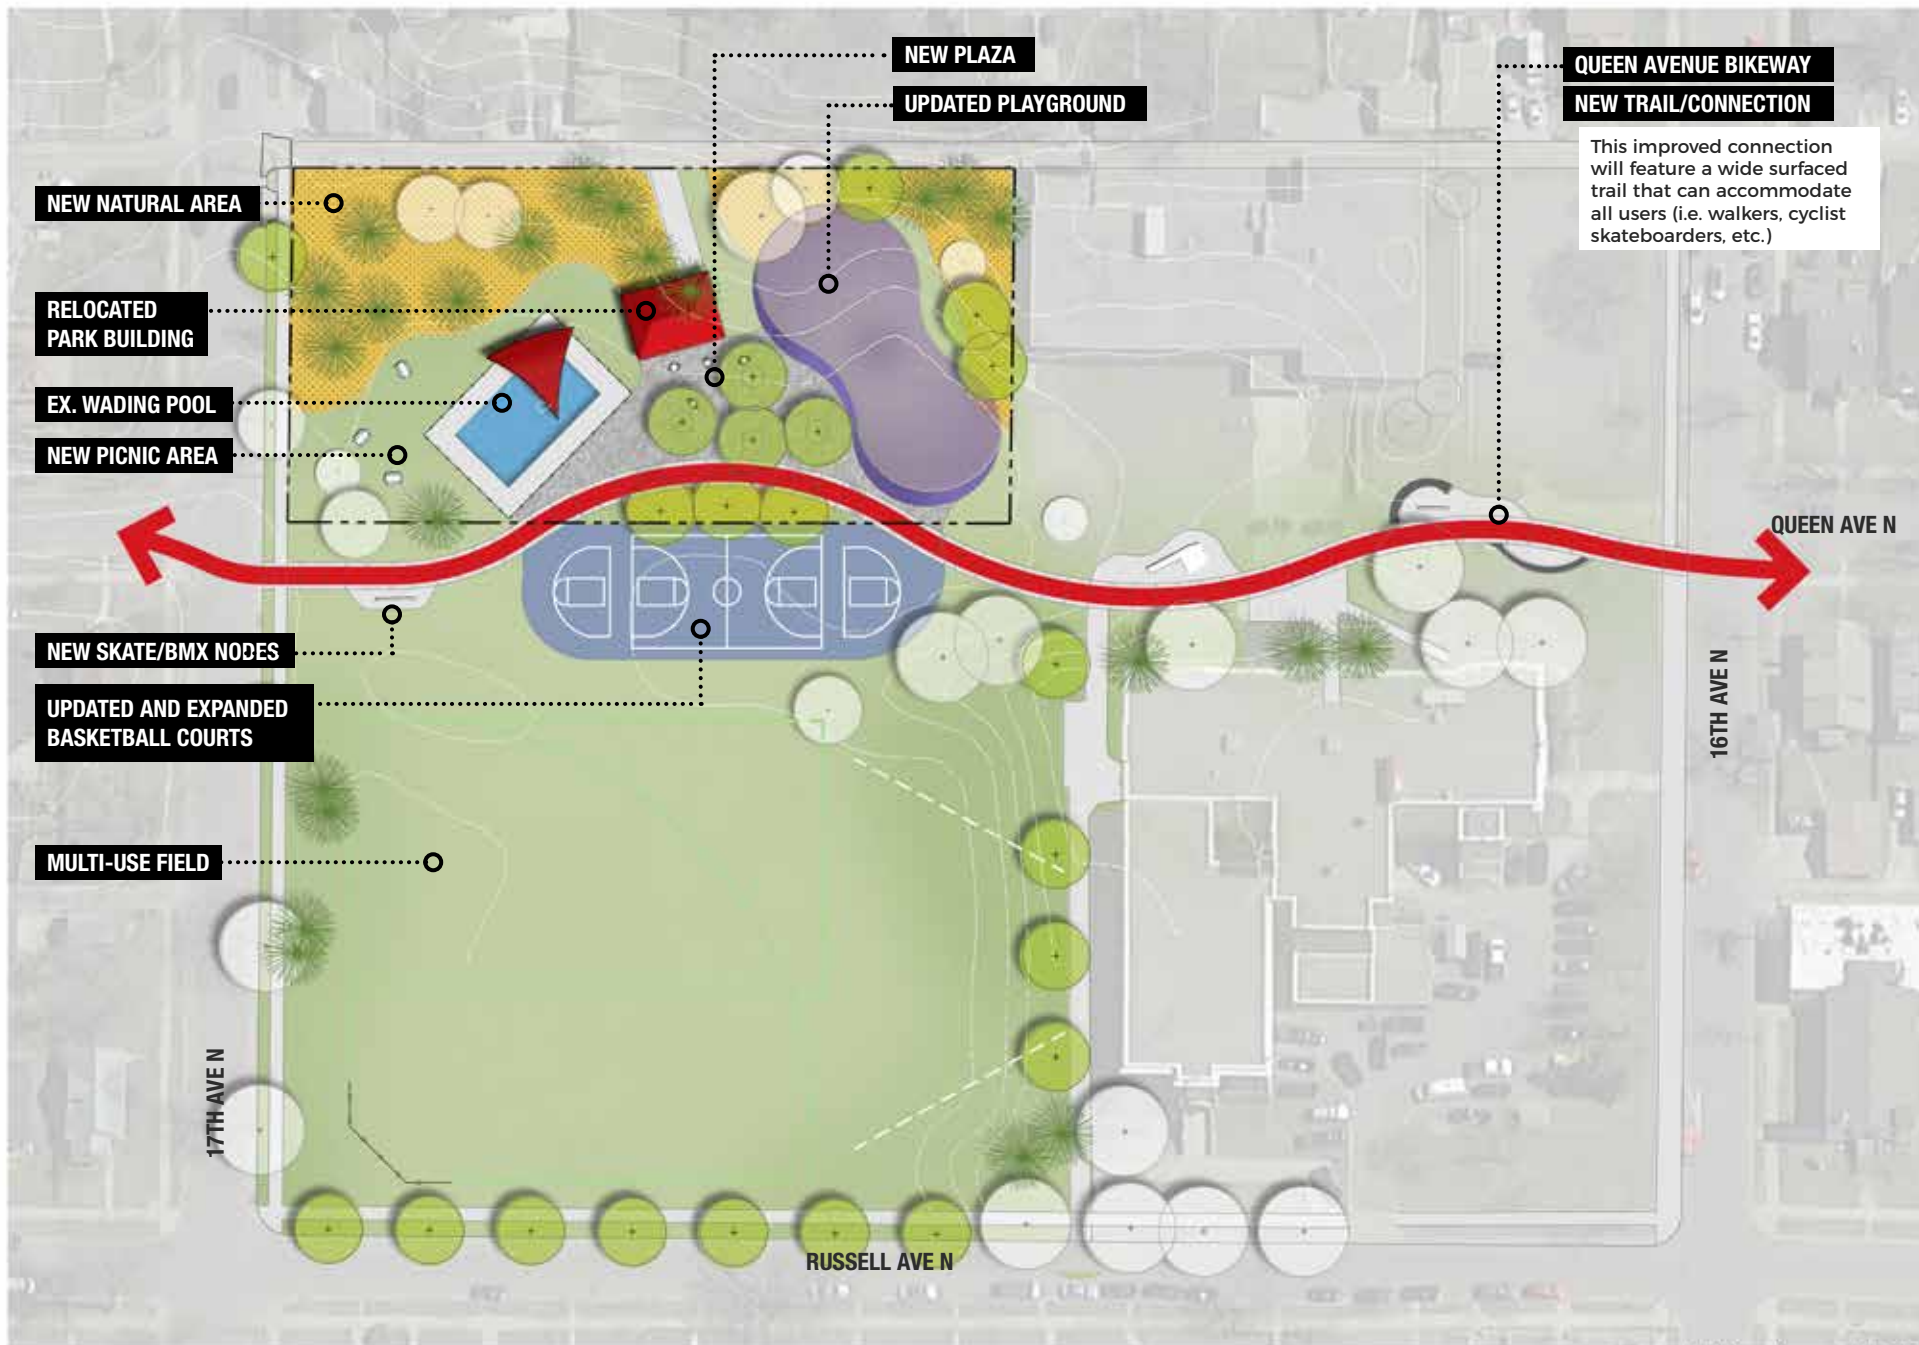 NEW PLAZA
UPDATED PLAYGROUND
QUEEN AVENUE BIKEWAY
NEW TRAIL/CONNECTION
This improved connection
will feature a wide surfaced
trail that can accommodate
all users (i.e. walkers, cyclist
skateboarders, etc.)
NEW NATURAL AREA
RELOCATED
PARK BUILDING
EX. WADING POOL
NEW PICNIC AREA
QUEEN AVE N
NEW SKATE/BMX NODES
UPDATED AND EXPANDED
BASKETBALL COURTS
16TH AVE N
MULTI-USE FIELD
17TH AVE N
RUSSELL AVE N